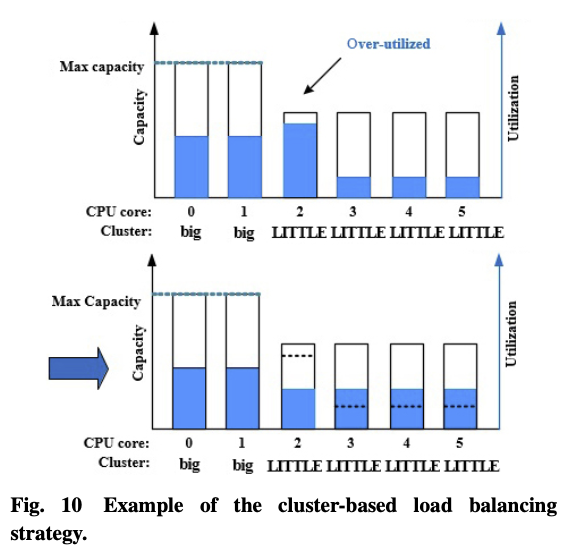 Over-utilized
Max capacity
Capacity
Utilization
CPU core: 0 1 2 3 4 5
Cluster: big big LITTLE LITTLE LITTLE LITTLE
Max Capacity
Capacity
Utilization
CPU core: 0 1 2 3 4 5
Cluster: big big LITTLE LITTLE LITTLE LITTLE
Fig. 10 Example of the cluster-based load balancing
strategy.